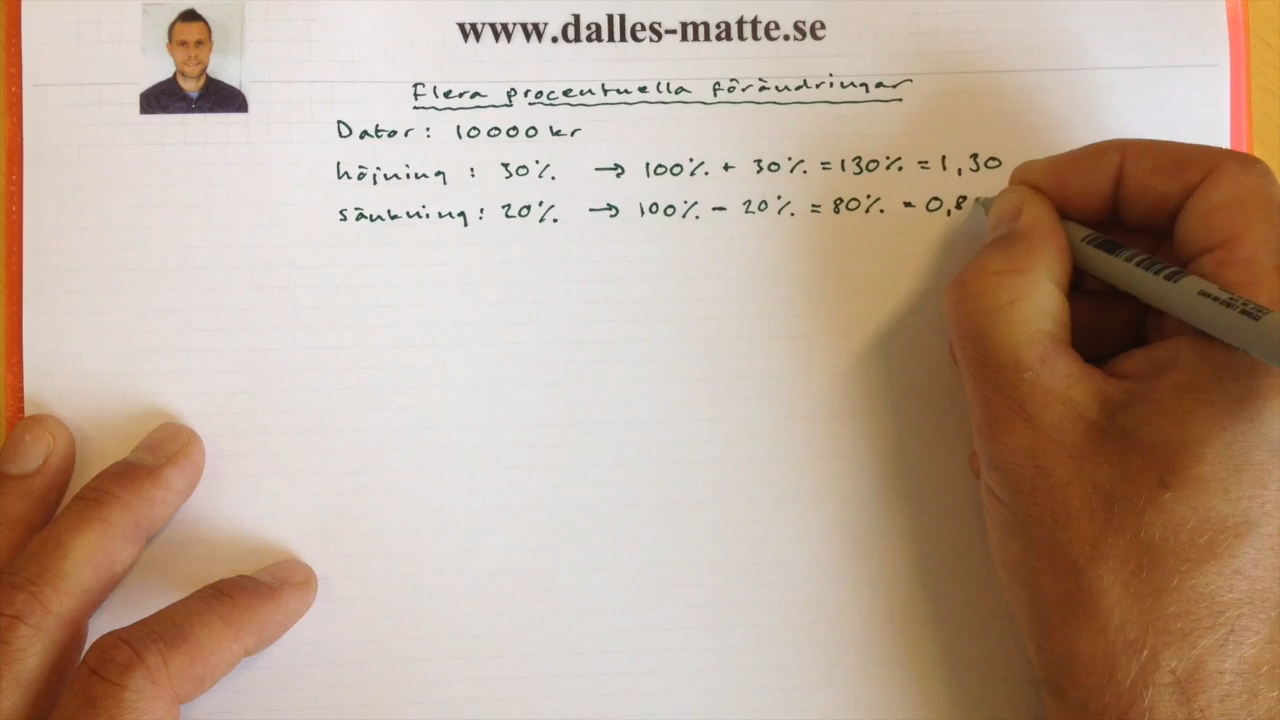 www.dalles-matte.se
Flera procentuella förändringar
Dator: 10000 kr
höjning: 30% → 100% + 30% = 130% = 1,30
sänkning: 20% → 100% - 20% = 80% = 0,8